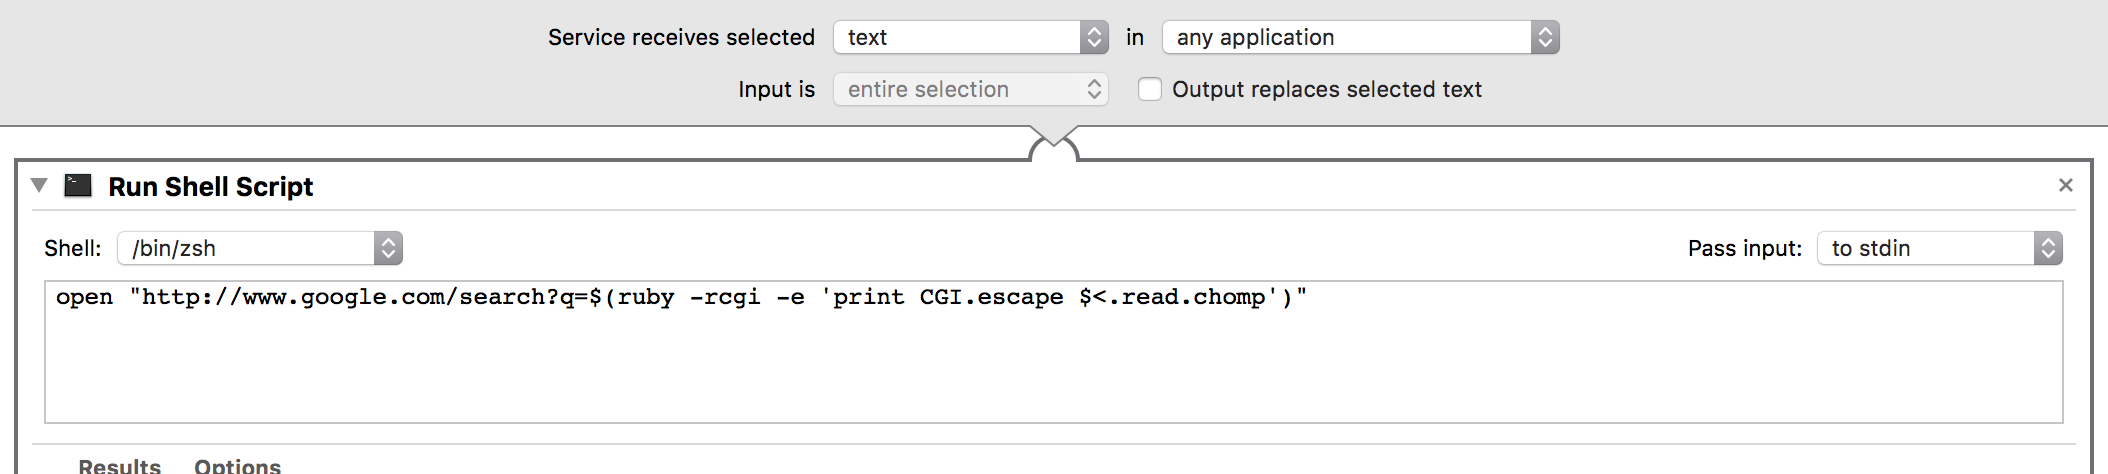 Service receives selected text in any application
Input is entire selection Output replaces selected text
Run Shell Script
Shell: /bin/zsh Pass input: to stdin
open "http://www.google.com/search?q=$(ruby -rcgi -e 'print CGI.escape $<.read.chomp')"
Results Options